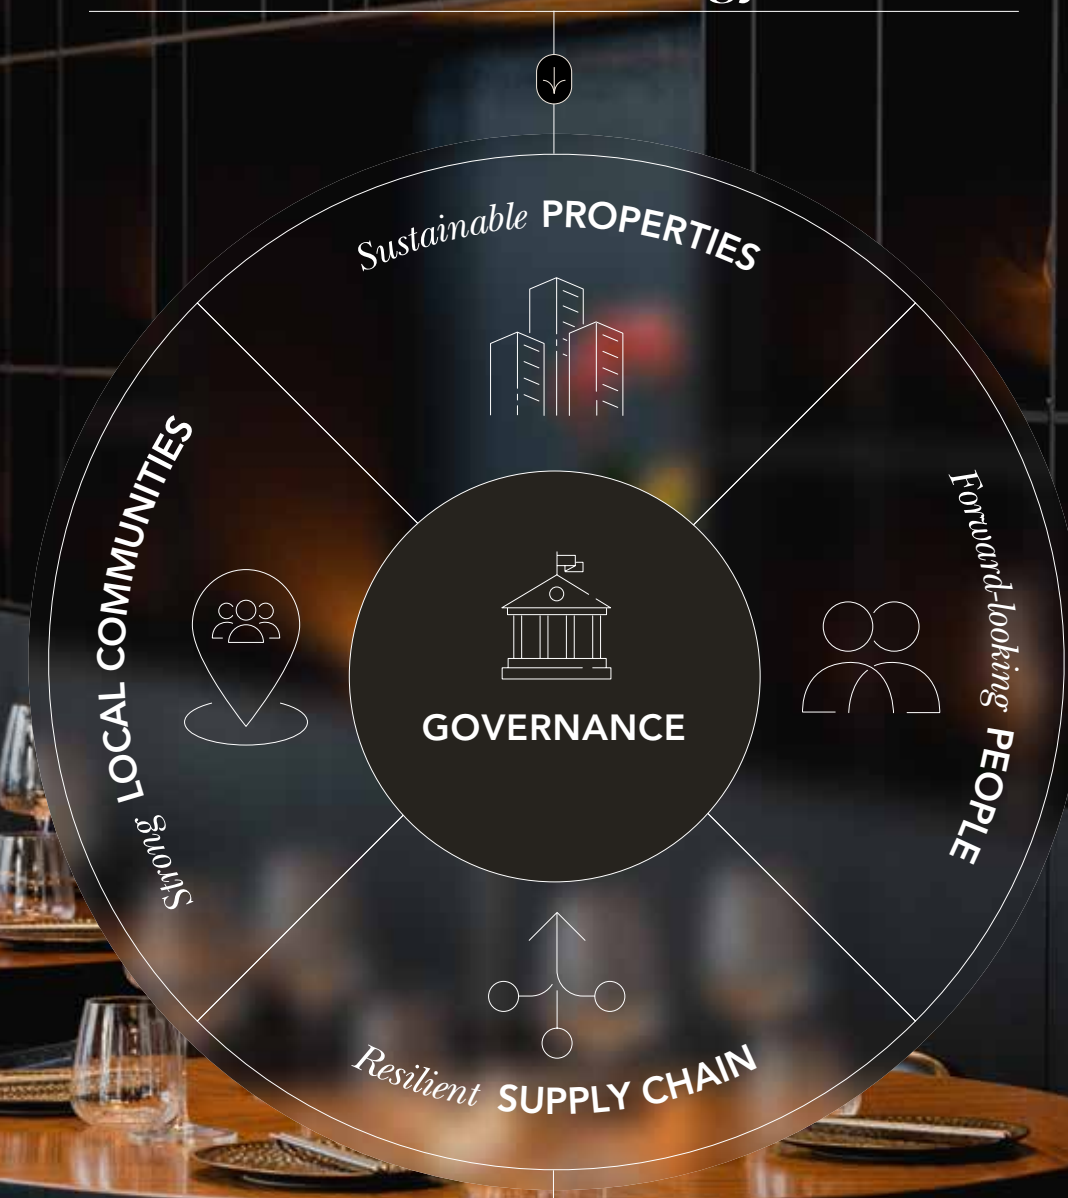 Sustainable PROPERTIES
Forward-looking PEOPLE
GOVERNANCE
Strong LOCAL COMMUNITIES
Resilient SUPPLY CHAIN